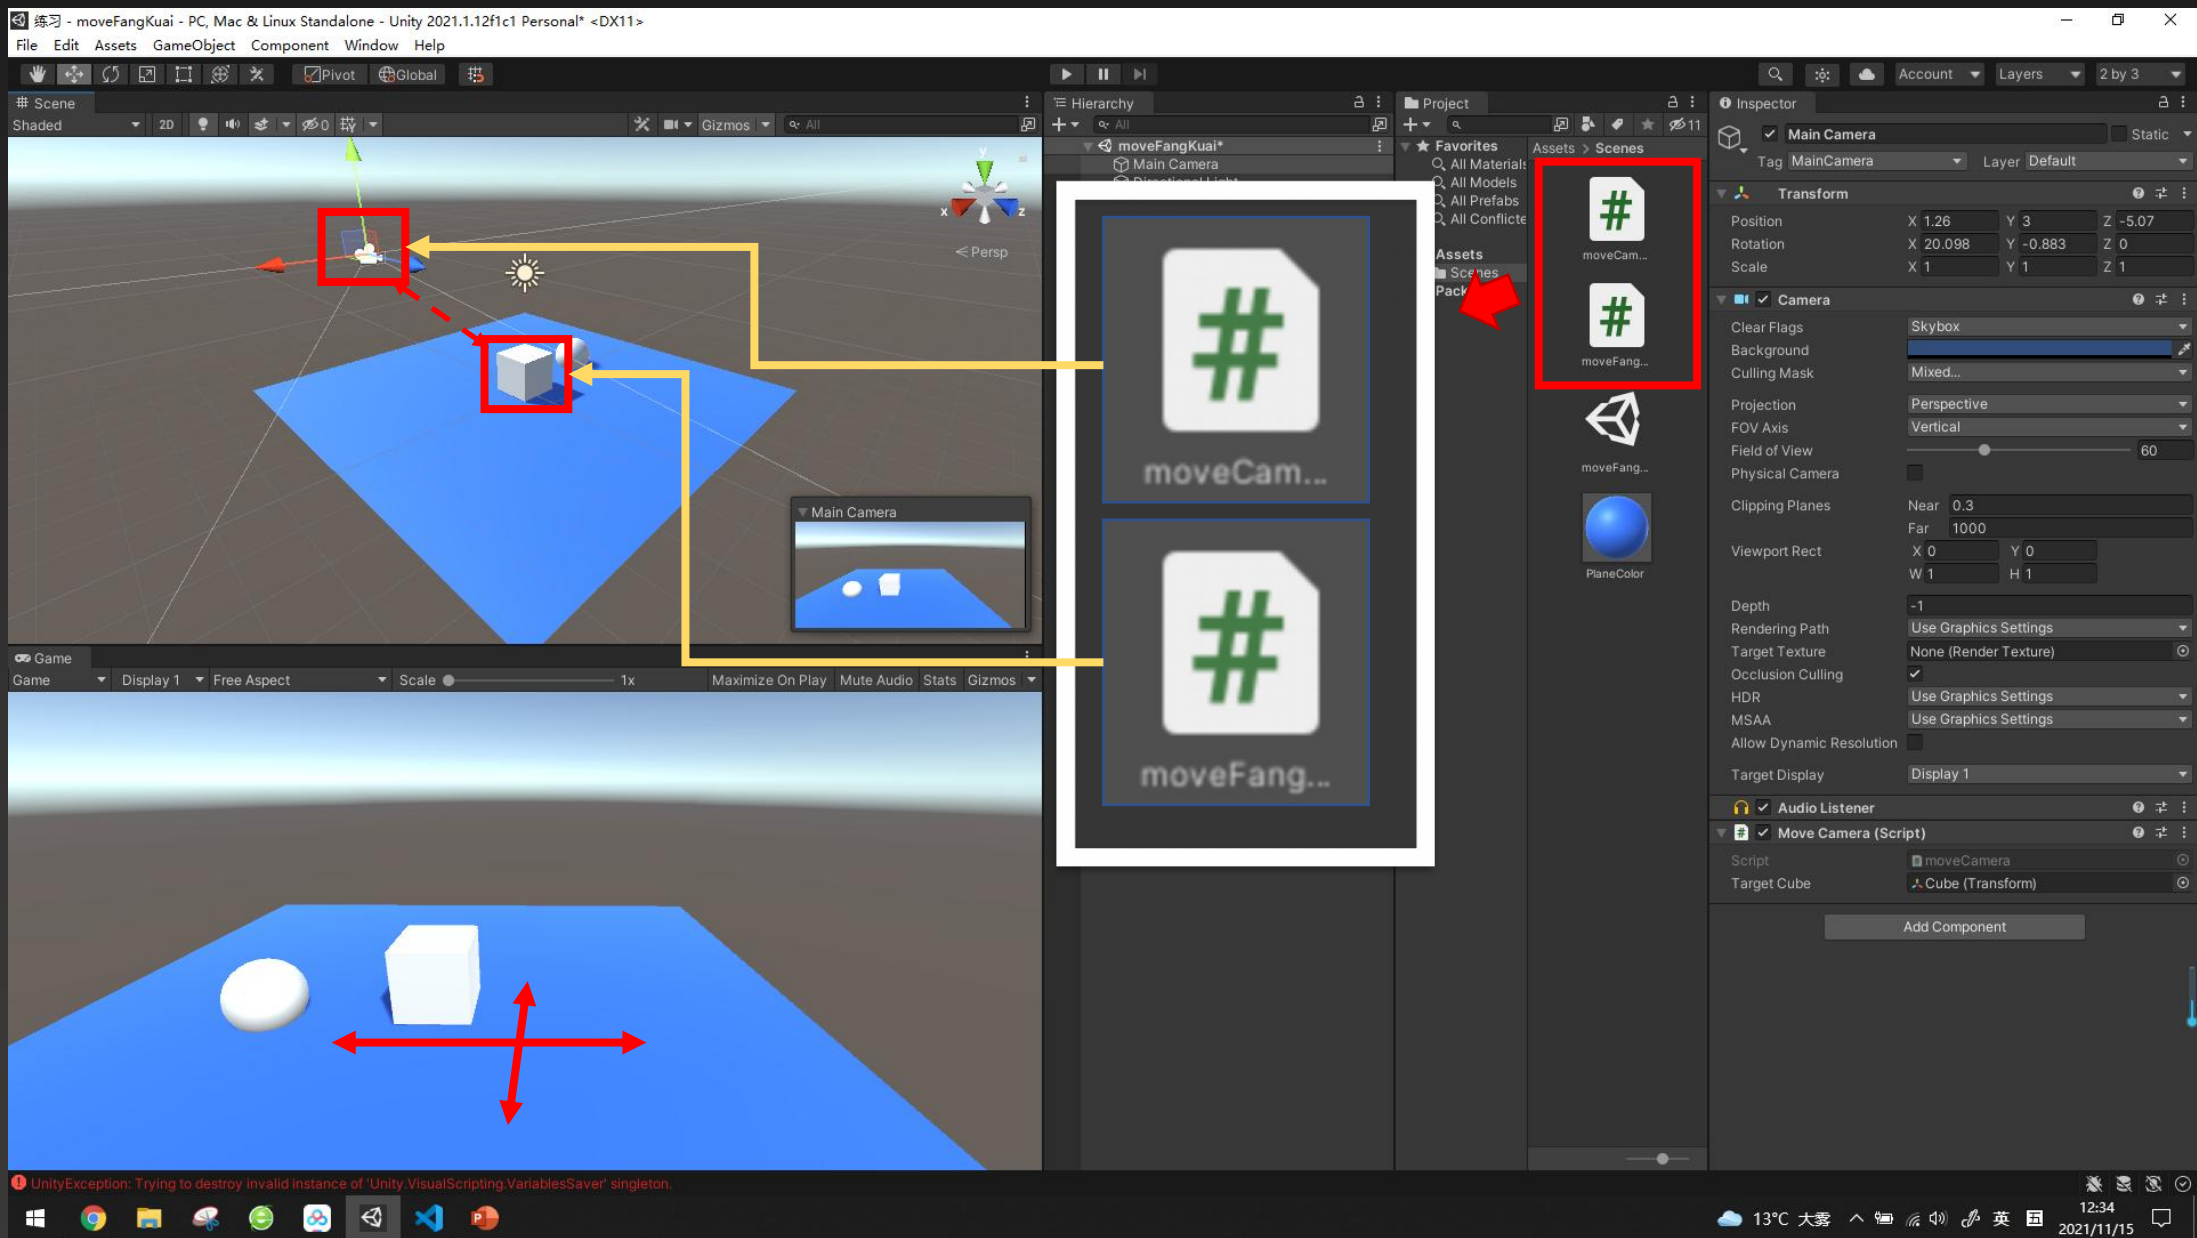 练习 - moveFangKuai - PC, Mac & Linux Standalone - Unity 2021.1.12f1c1 Personal* <DX11>
File Edit Assets GameObject Component Window Help
Pivot Global
Account Layers 2 by 3
Scene
Shaded 2D 0 Gizmos All
y
x z
Persp
Main Camera
Game
Game Display 1 Free Aspect Scale 1x Maximize On Play Mute Audio Stats Gizmos
Hierarchy
All
moveFangKuai*
Main Camera
Directional Light
moveCam...
moveFang...
Project
11
Favorites
All Materials
All Models
All Prefabs
All Conflicte
Assets
Scenes
Pack
Assets > Scenes
moveCam...
moveFang...
moveFang...
PlaneColor
Inspector
Main Camera Static
Tag MainCamera Layer Default
Transform
Position X 1.26 Y 3 Z -5.07
Rotation X 20.098 Y -0.883 Z 0
Scale X 1 Y 1 Z 1
Camera
Clear Flags Skybox
Background
Culling Mask Mixed...
Projection Perspective
FOV Axis Vertical
Field of View 60
Physical Camera
Clipping Planes Near 0.3
Far 1000
Viewport Rect X 0 Y 0
W 1 H 1
Depth -1
Rendering Path Use Graphics Settings
Target Texture None (Render Texture)
Occlusion Culling
HDR Use Graphics Settings
MSAA Use Graphics Settings
Allow Dynamic Resolution
Target Display Display 1
Audio Listener
Move Camera (Script)
Script moveCamera
Target Cube Cube (Transform)
Add Component
UnityException: Trying to destroy invalid instance of 'Unity.VisualScripting.VariablesSaver' singleton.
13°C 大雾 英 五 12:34
2021/11/15